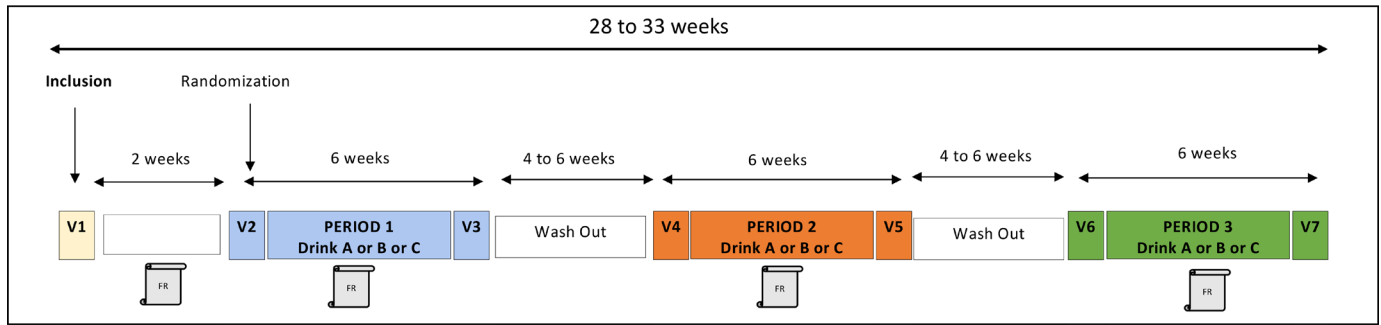 28 to 33 weeks
Inclusion
Randomization
2 weeks
6 weeks
4 to 6 weeks
6 weeks
4 to 6 weeks
6 weeks
V1
V2
PERIOD 1
Drink A or B or C
V3
Wash Out
V4
PERIOD 2
Drink A or B or C
V5
Wash Out
V6
PERIOD 3
Drink A or B or C
V7
FR
FR
FR
FR